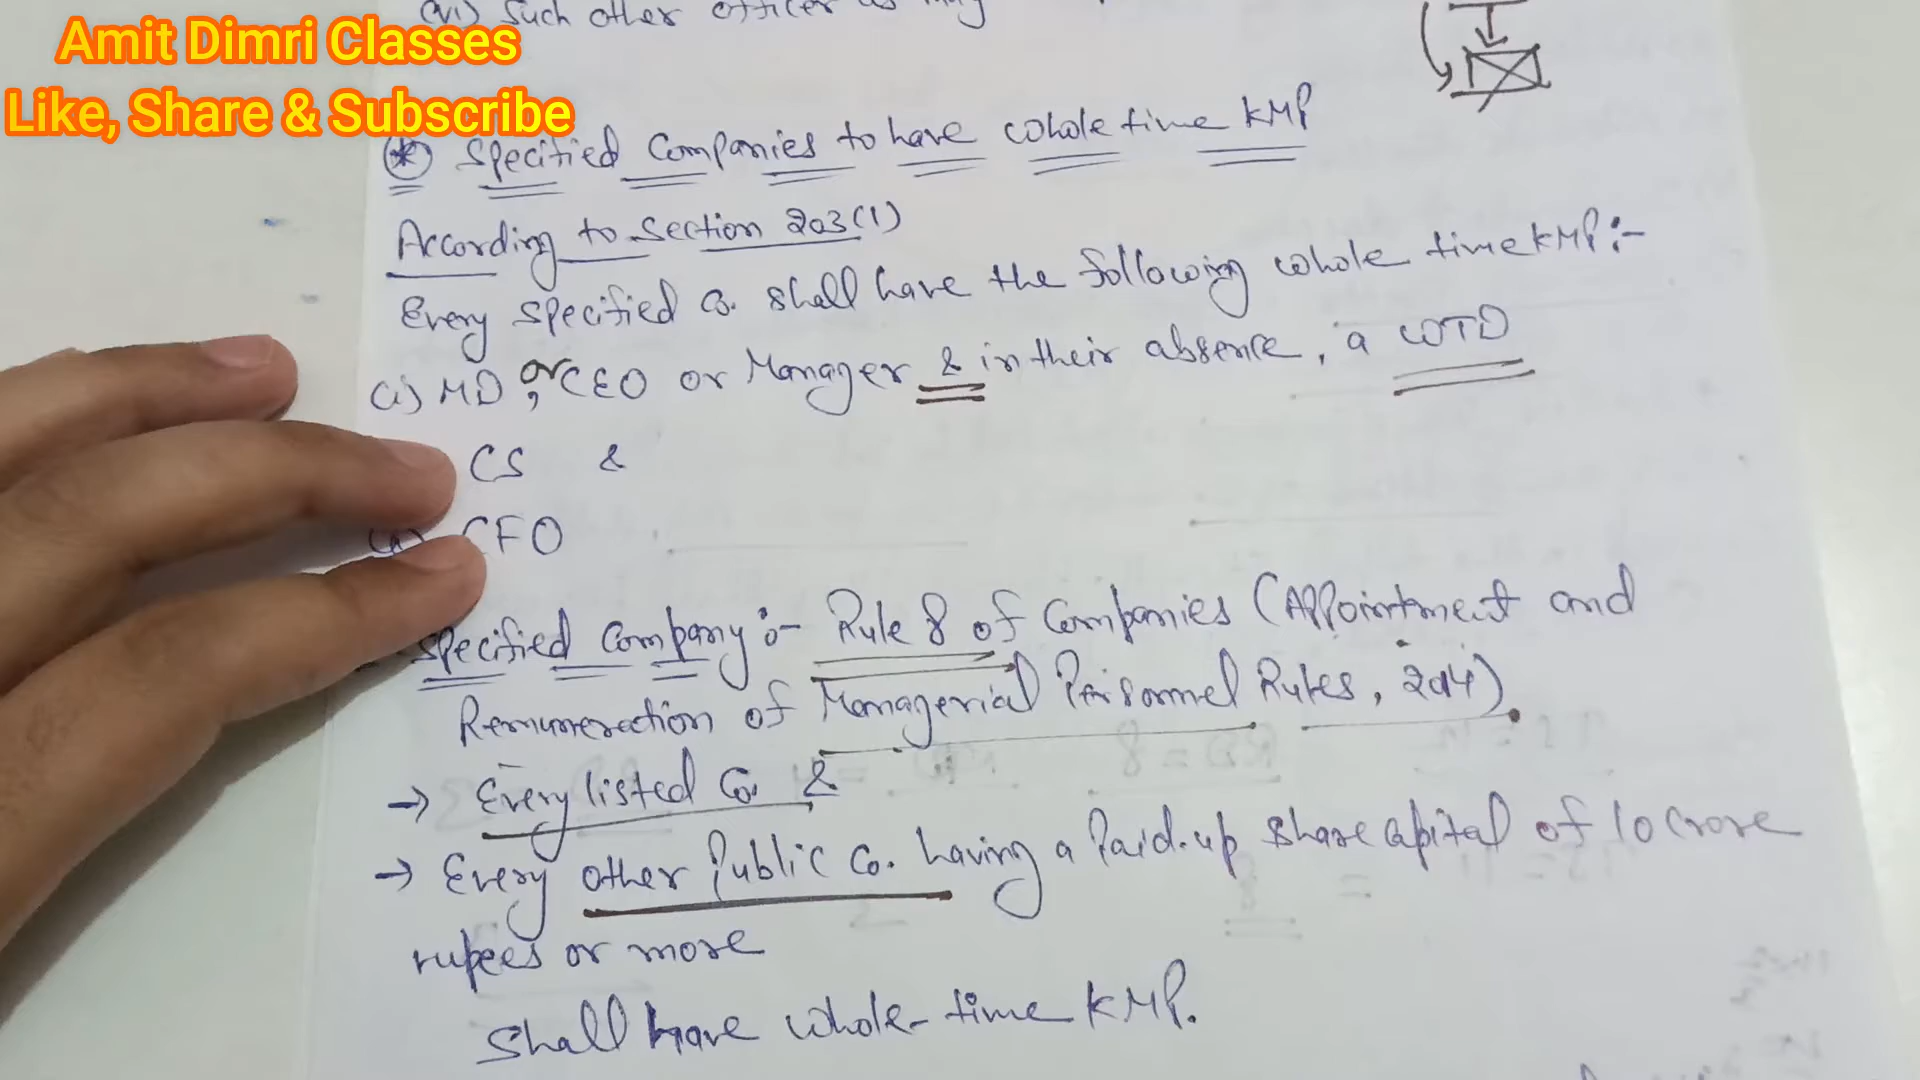 (vi) Such other officer as may
Amit Dimri Classes
Like, Share & Subscribe
* Specified Companies to have whole time KMP
According to Section 203(1)
Every specified Co. shall have the following whole time KMP:-
(i) MD, or CEO or Manager & in their absence, a WTD
CS &
CFO
Specified Company:- Rule 8 of Companies (Appointment and
Remuneration of Managerial Personnel Rules, 2014).
→ Every listed Co. &
→ Every other Public Co. having a Paid-up share capital of 10 crore
rupees or more
Shall have whole-time KMP.